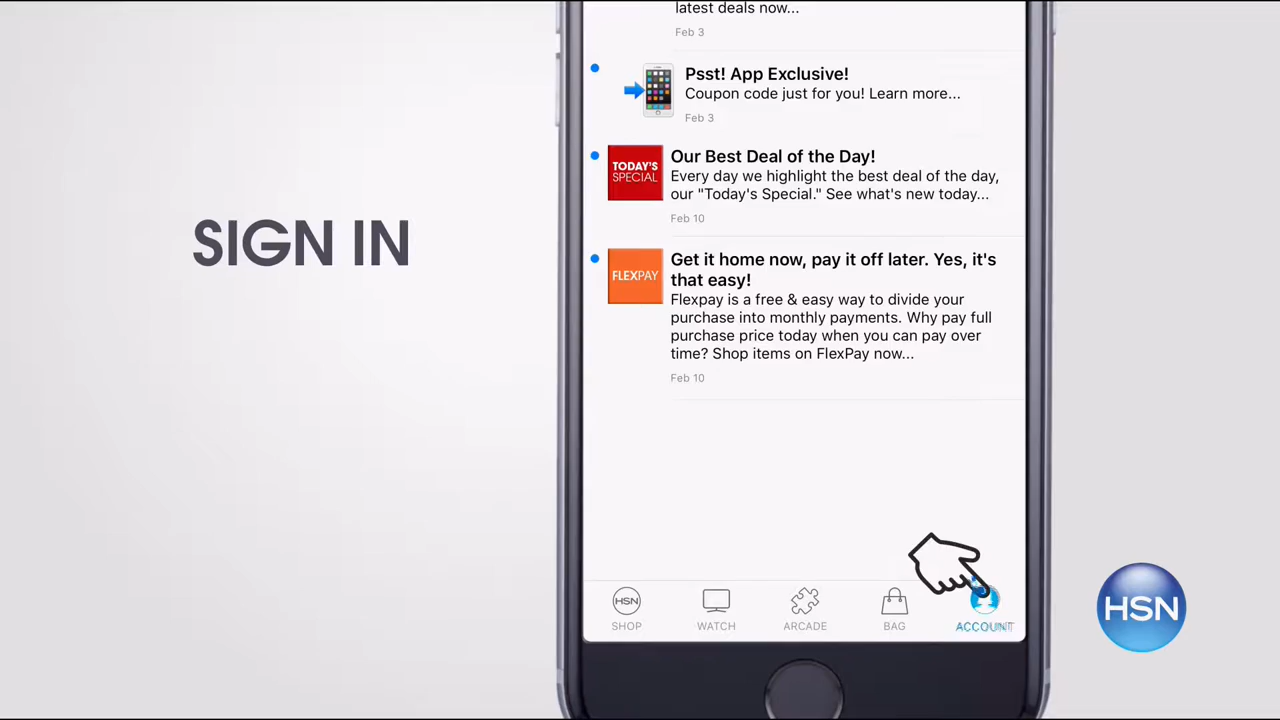 latest deals now...
Feb 3
Psst! App Exclusive!
Coupon code just for you! Learn more...
Feb 3
TODAY'S
SPECIAL
Our Best Deal of the Day!
Every day we highlight the best deal of the day,
our "Today's Special." See what's new today...
Feb 10
SIGN IN
FLEXPAY
Get it home now, pay it off later. Yes, it's
that easy!
Flexpay is a free & easy way to divide your
purchase into monthly payments. Why pay full
purchase price today when you can pay over
time? Shop items on FlexPay now...
Feb 10
HSN
SHOP
WATCH
ARCADE
BAG
ACCOUNT
HSN